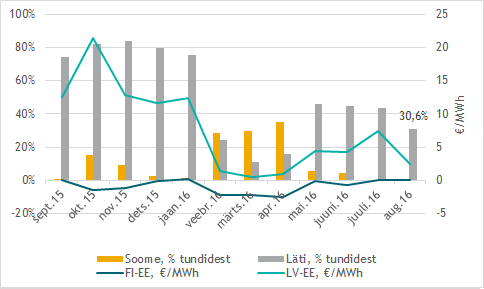 100%
80%
60%
40%
20%
0%
-20%
25
20
15
10
5
0
-5
€/MWh
30,6%
sept.15
okt.15
nov.15
dets.15
jaan.16
veebr.16
märts.16
apr.16
mai.16
juuni.16
juuli.16
aug.16
Soome, % tundidest
Läti, % tundidest
FI-EE, €/MWh
LV-EE, €/MWh